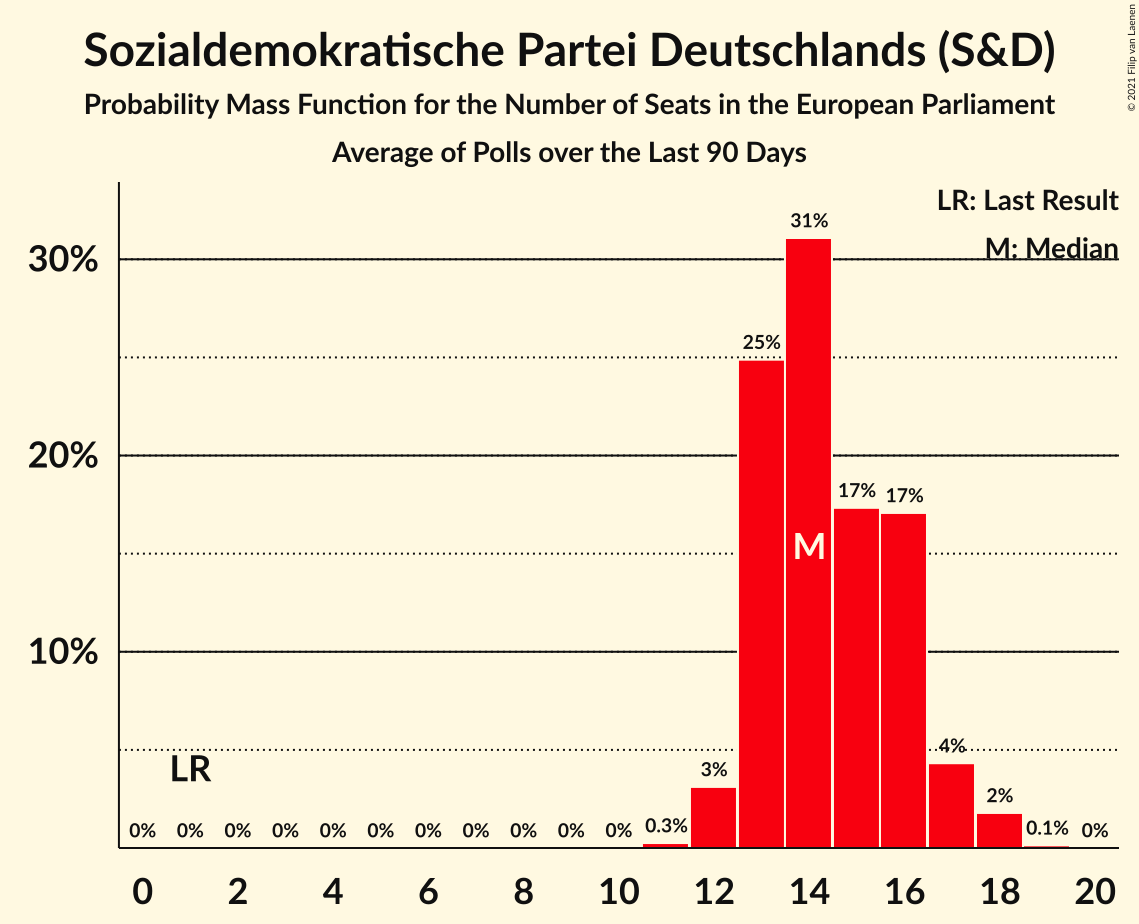 Sozialdemokratische Partei Deutschlands (S&D)
Probability Mass Function for the Number of Seats in the European Parliament
Average of Polls over the Last 90 Days
© 2021 Filip van Laenen
LR: Last Result
M: Median
30%
20%
10%
31%
25%
17% 17%
M
LR
4%
3%
2%
0% 0% 0% 0% 0% 0% 0% 0% 0% 0% 0% 0.3% 0.1% 0%
0 2 4 6 8 10 12 14 16 18 20